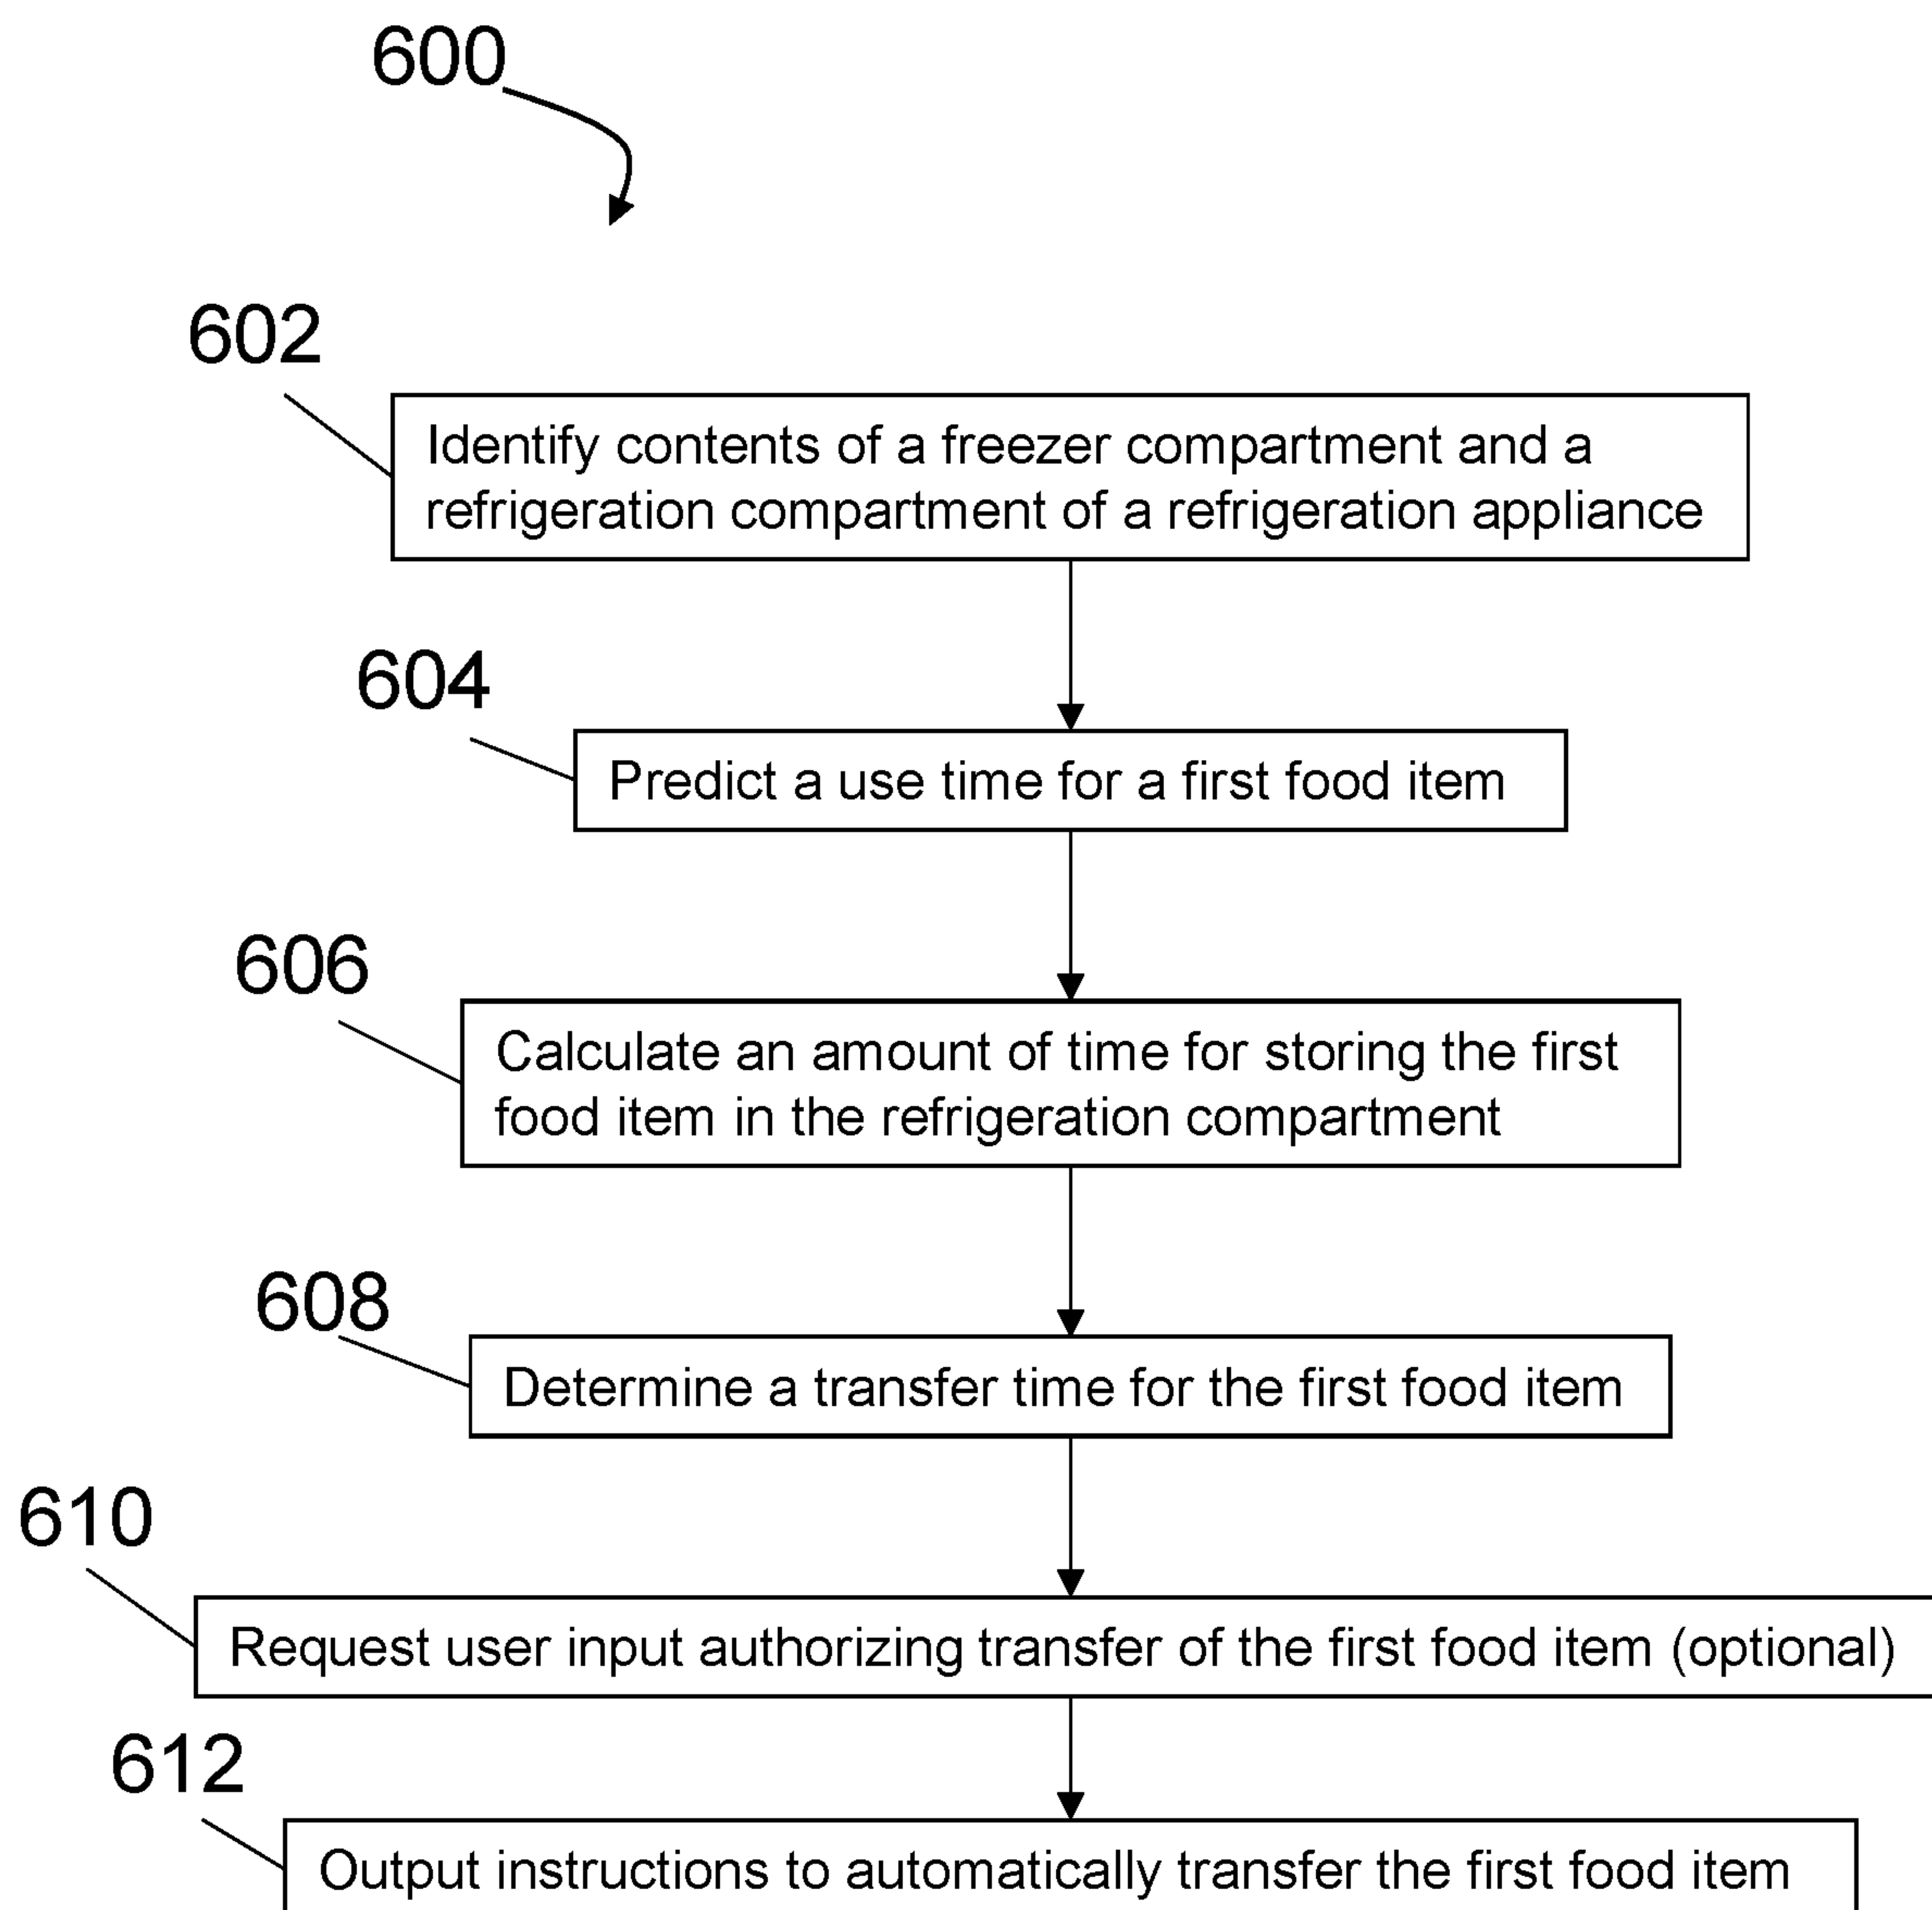 600
602
Identify contents of a freezer compartment and a
refrigeration compartment of a refrigeration appliance
604
Predict a use time for a first food item
606
Calculate an amount of time for storing the first
food item in the refrigeration compartment
608
Determine a transfer time for the first food item
610
Request user input authorizing transfer of the first food item (optional)
612
Output instructions to automatically transfer the first food item